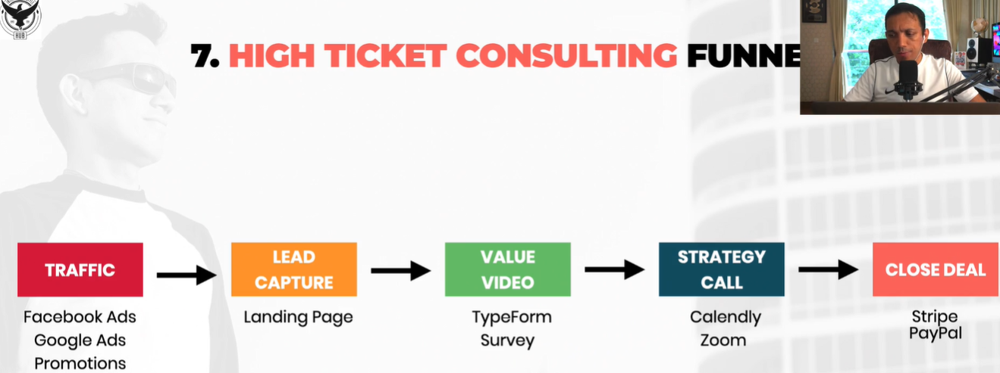 HUB
7. HIGH TICKET CONSULTING FUNNE
TRAFFIC
Facebook Ads
Google Ads
Promotions
LEAD
CAPTURE
Landing Page
VALUE
VIDEO
TypeForm
Survey
STRATEGY
CALL
Calendly
Zoom
CLOSE DEAL
Stripe
PayPal